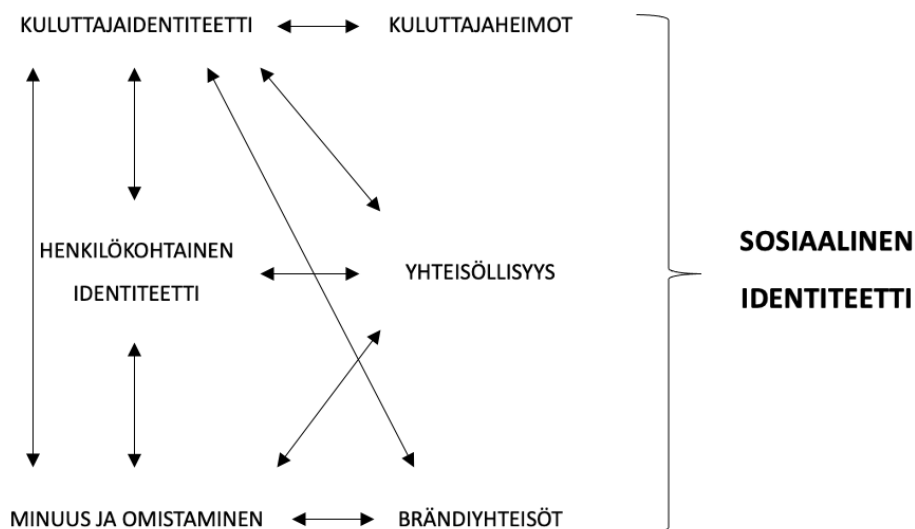 KULUTTAJAIDENTITEETTI
KULUTTAJAHEIMOT
HENKILÖKOHTAINEN
IDENTITEETTI
YHTEISÖLLISYYS
SOSIAALINEN
IDENTITEETTI
MINUUS JA OMISTAMINEN
BRÄNDIYHTEISÖT